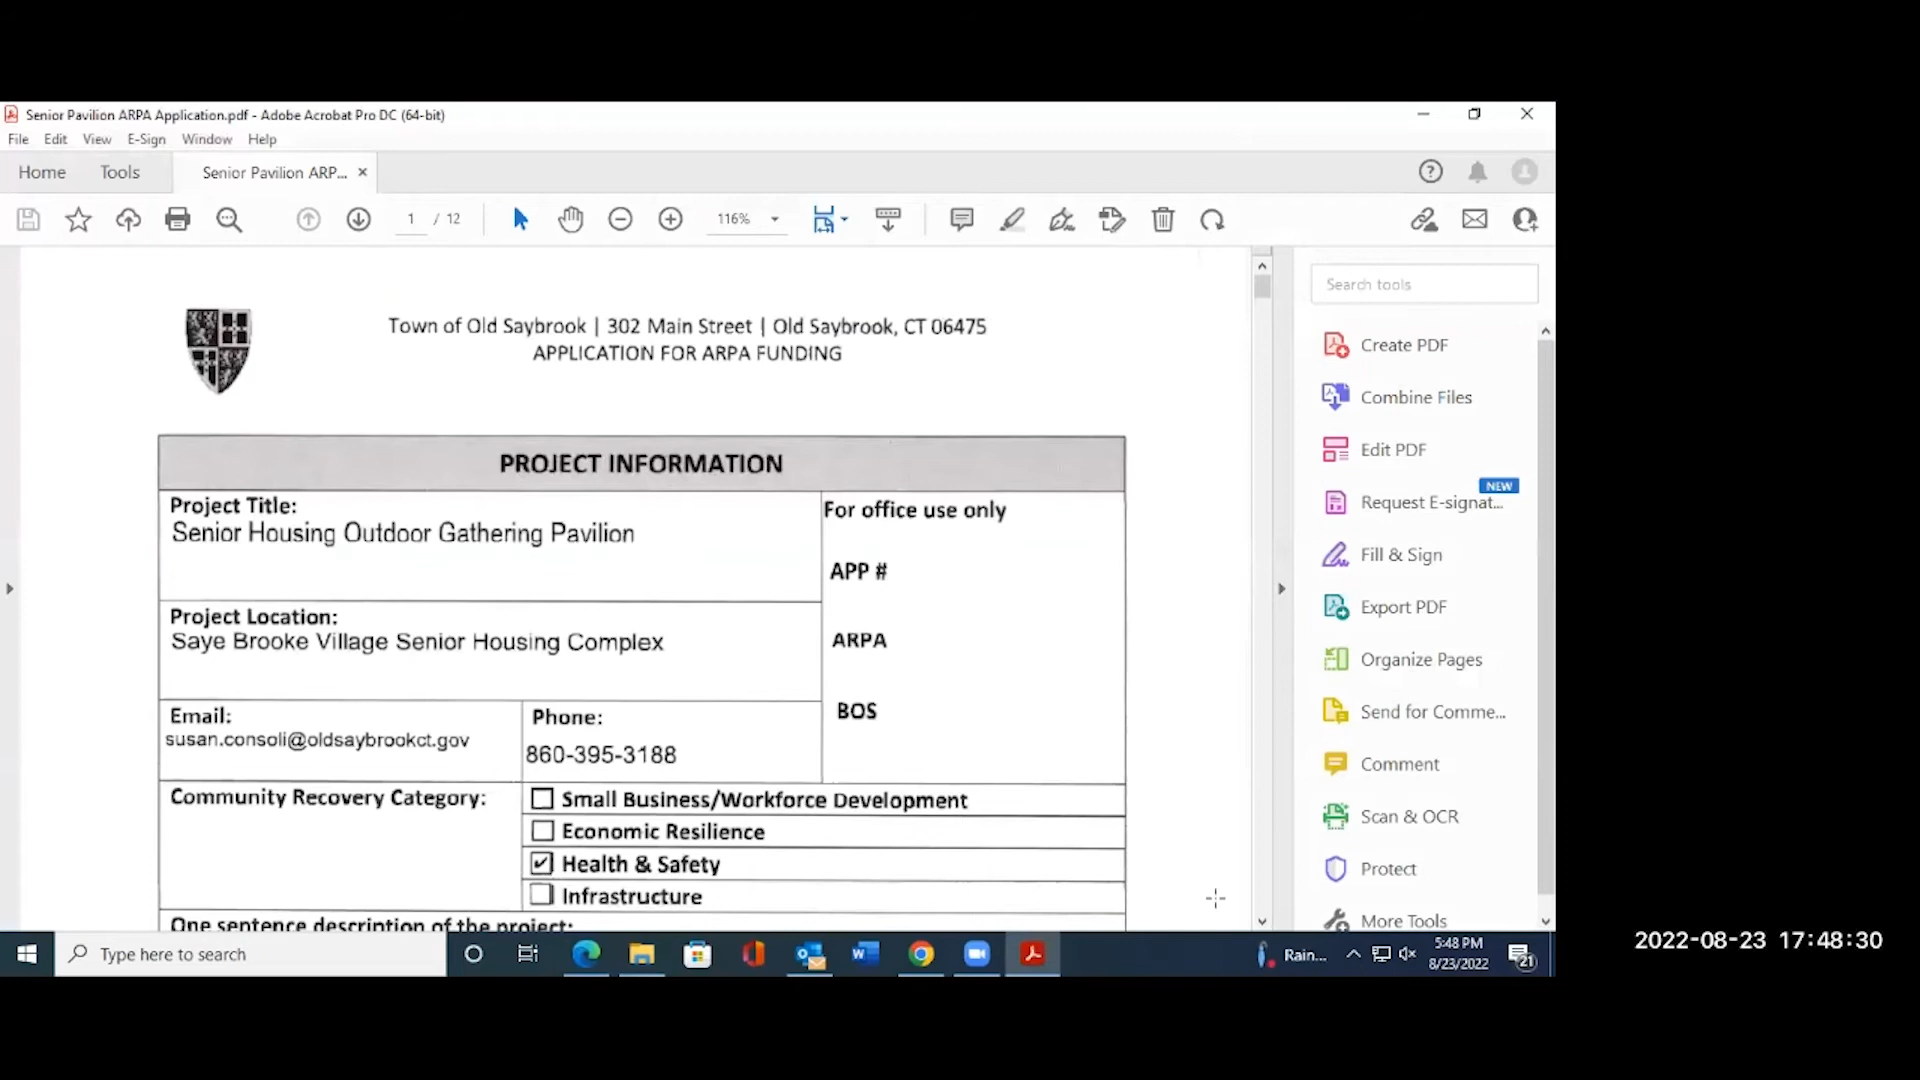 Senior Pavilion ARPA Application.pdf - Adobe Acrobat Pro DC (64-bit)
File Edit View E-Sign Window Help
Home Tools Senior Pavilion ARP...
1 / 12 116%
Town of Old Saybrook | 302 Main Street | Old Saybrook, CT 06475
APPLICATION FOR ARPA FUNDING
PROJECT INFORMATION
Project Title:
Senior Housing Outdoor Gathering Pavilion
For office use only
APP #
ARPA
BOS
Project Location:
Saye Brooke Village Senior Housing Complex
Email:
susan.consoli@oldsaybrookct.gov
Phone:
860-395-3188
Community Recovery Category:
Small Business/Workforce Development
Economic Resilience
Health & Safety
Infrastructure
One sentence description of the project:
Search tools
Create PDF
Combine Files
Edit PDF
NEW
Request E-signat...
Fill & Sign
Export PDF
Organize Pages
Send for Comme...
Comment
Scan & OCR
Protect
More Tools
Type here to search
Rain...
5:48 PM
8/23/2022
21
2022-08-23 17:48:30